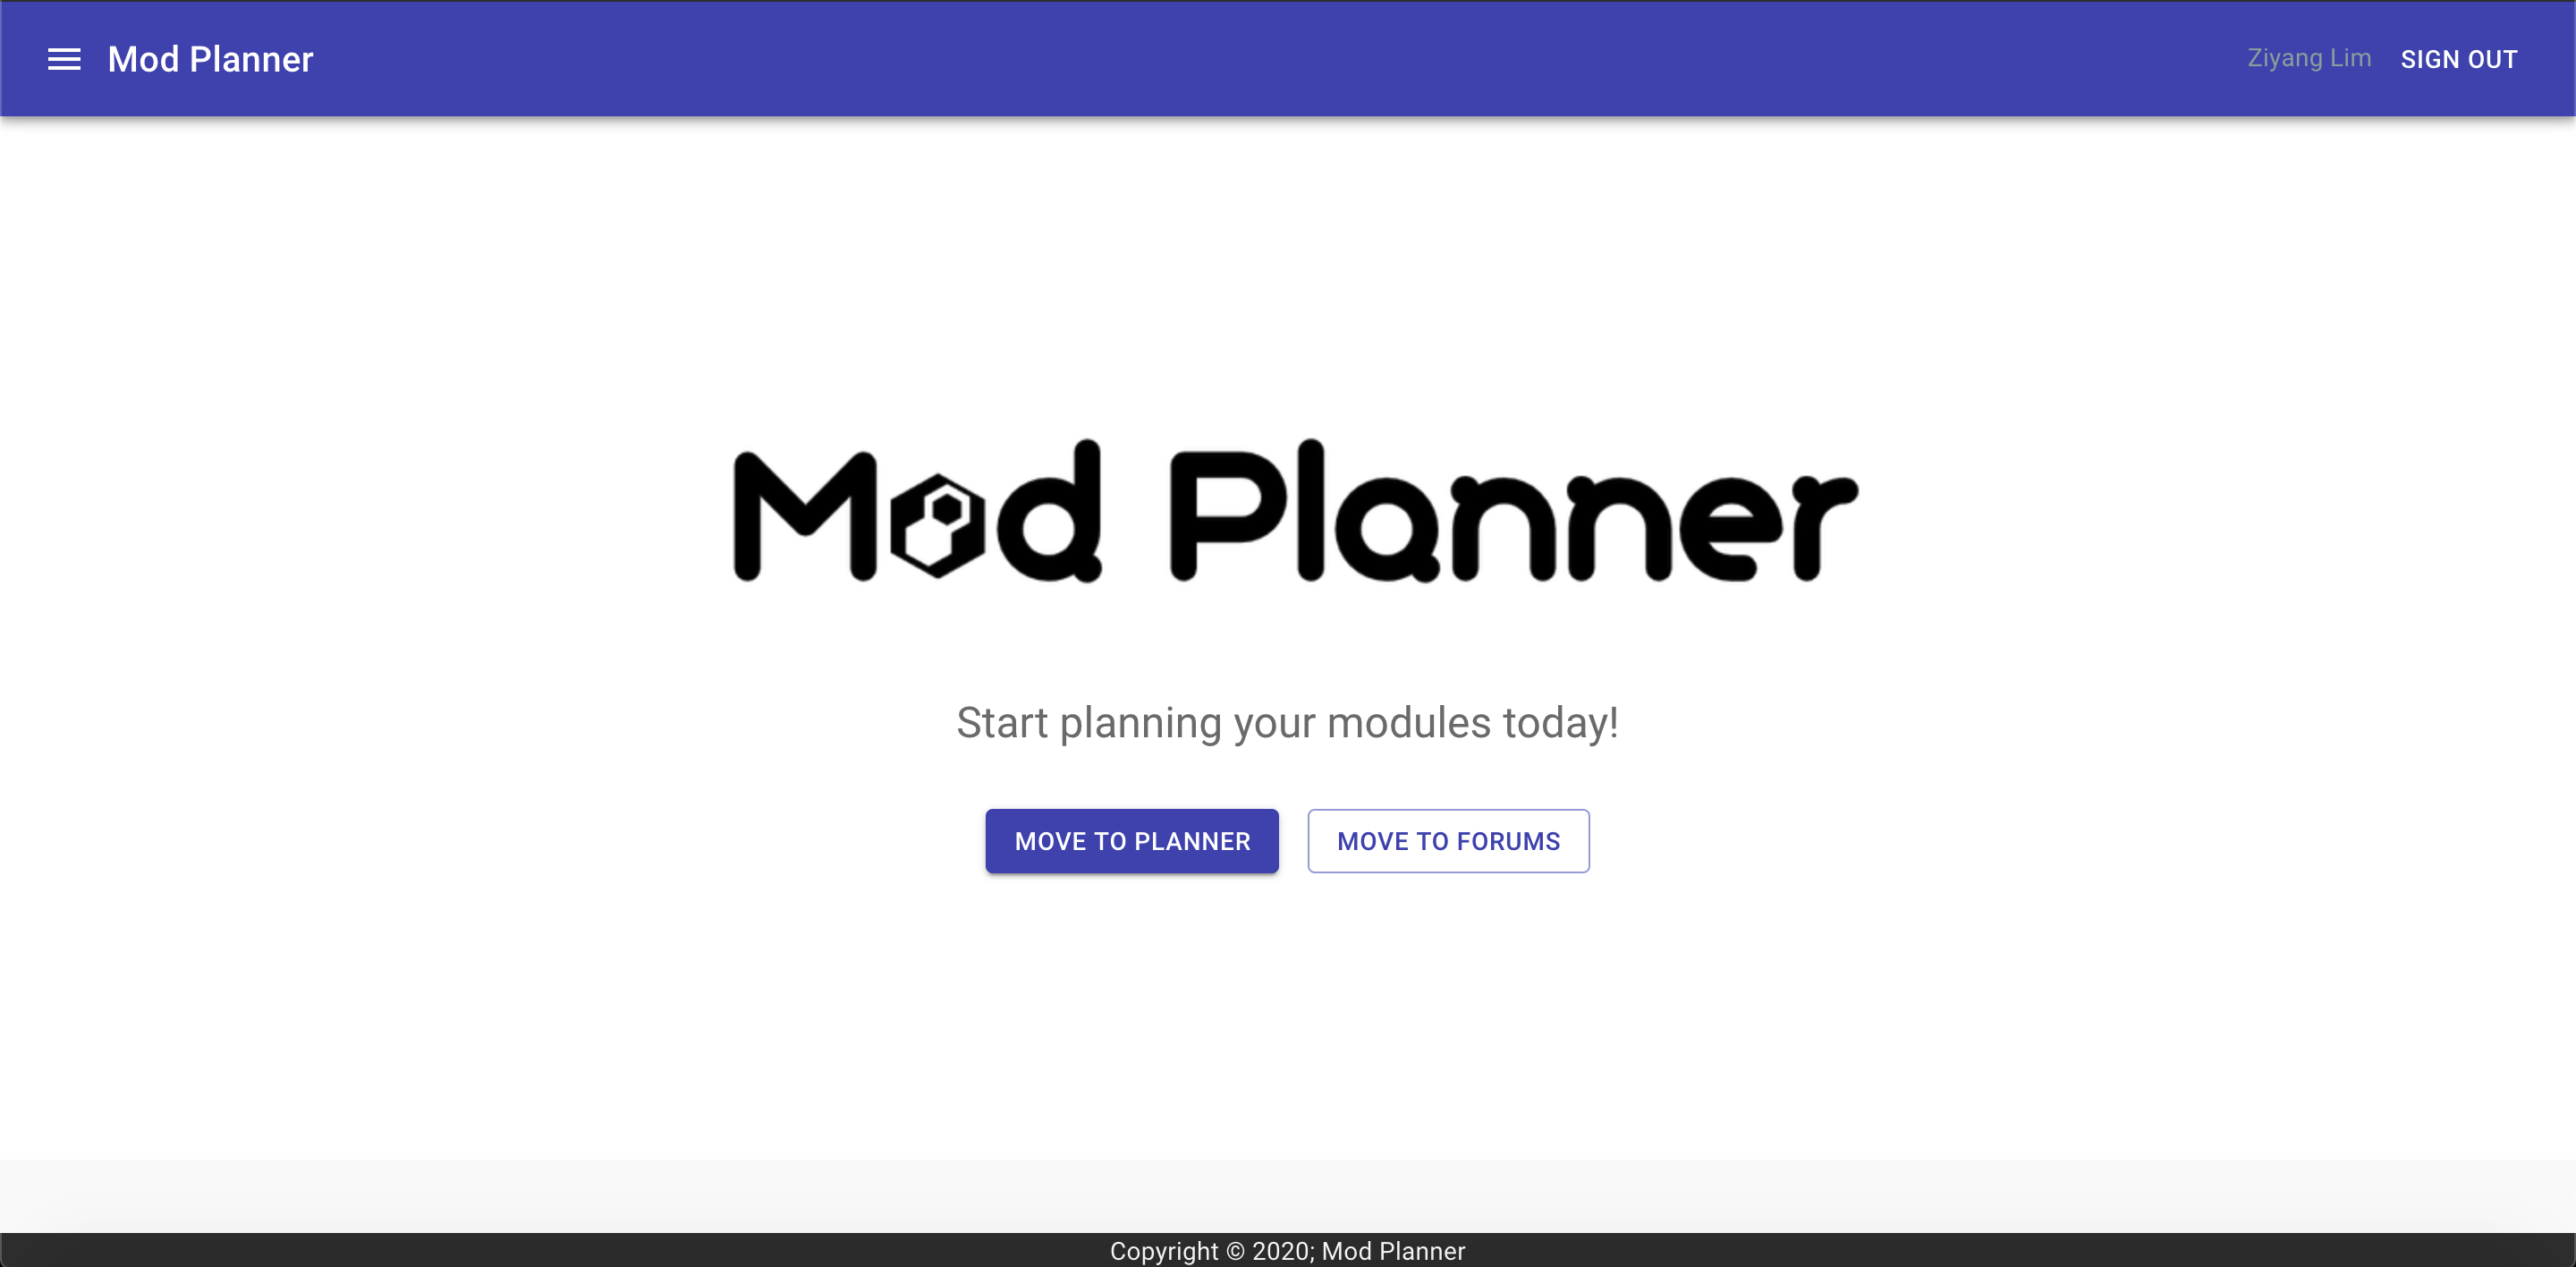 Mod Planner
Ziyang Lim SIGN OUT
Mod Planner
Start planning your modules today!
MOVE TO PLANNER MOVE TO FORUMS
Copyright © 2020; Mod Planner